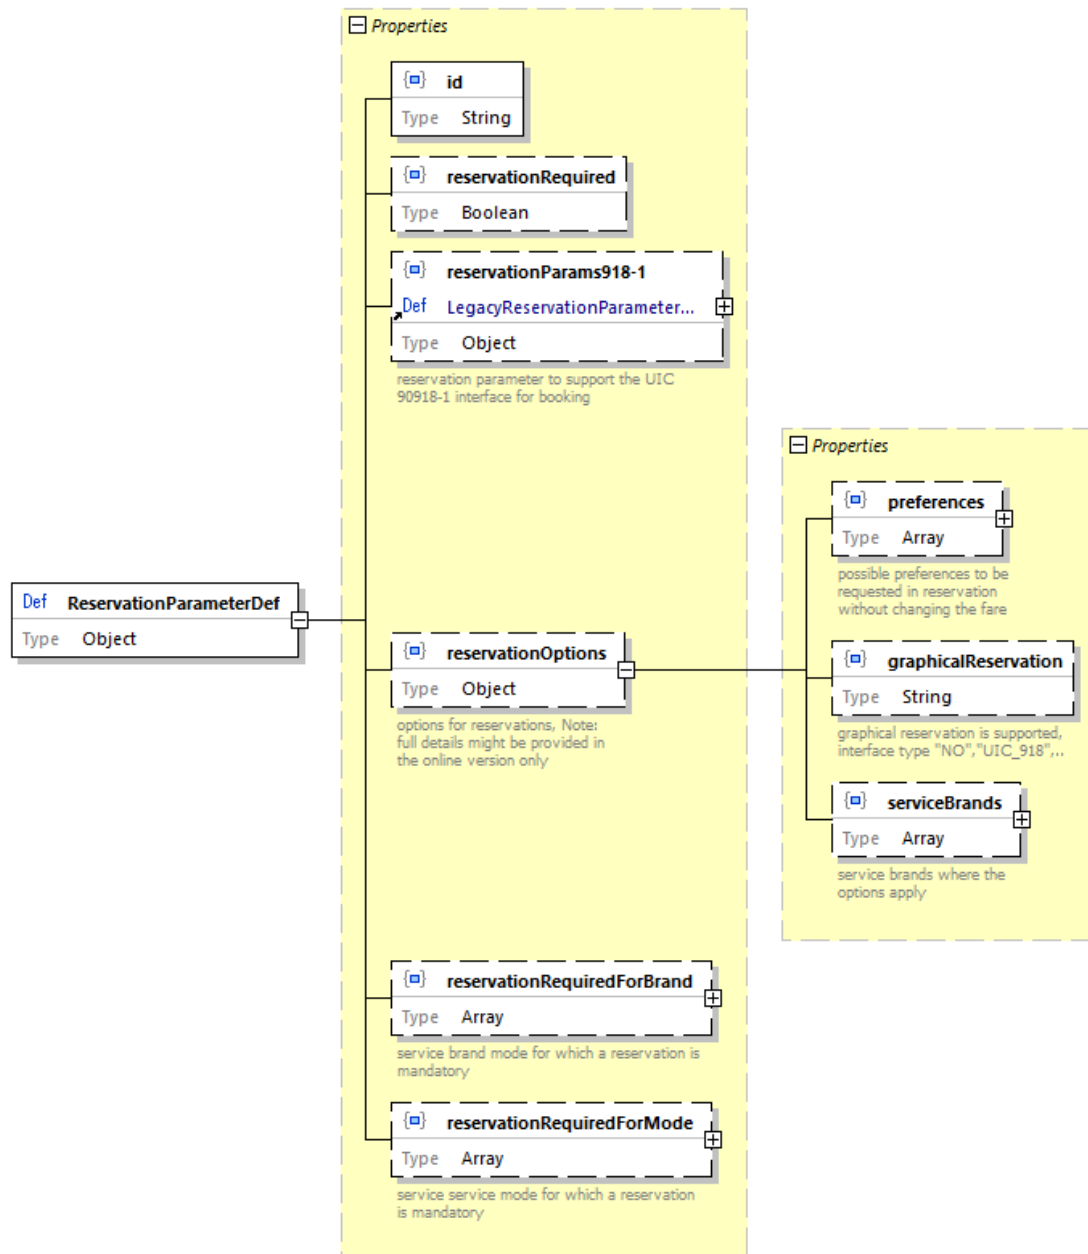 Properties
id
Type String
reservationRequired
Type Boolean
reservationParams918-1
Def LegacyReservationParameter...
Type Object
reservation parameter to support the UIC
90918-1 interface for booking
Def ReservationParameterDef
Type Object
reservationOptions
Type Object
options for reservations, Note:
full details might be provided in
the online version only
Properties
preferences
Type Array
possible preferences to be
requested in reservation
without changing the fare
graphicalReservation
Type String
graphical reservation is supported,
interface type "NO","UIC_918",..
serviceBrands
Type Array
service brands where the
options apply
reservationRequiredForBrand
Type Array
service brand mode for which a reservation is
mandatory
reservationRequiredForMode
Type Array
service service mode for which a reservation
is mandatory